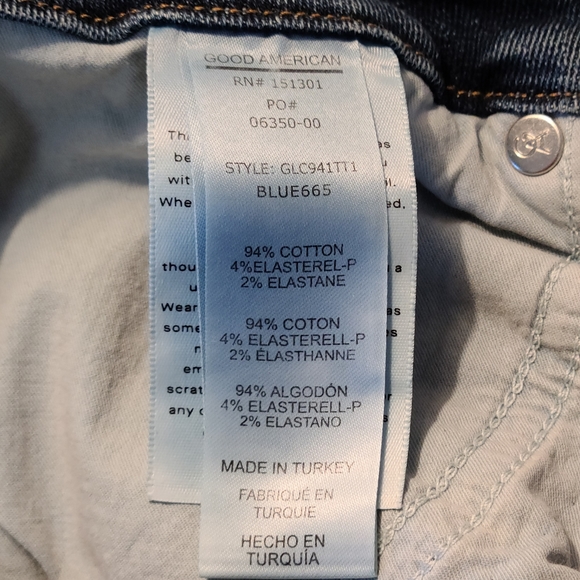 GOOD AMERICAN
RN# 151301
PO#
06350-00
STYLE: GLC941TT1
BLUE665
94% COTTON
4%ELASTEREL-P
2% ELASTANE
94% COTON
4% ELASTERELL-P
2% ÉLASTHANNE
94% ALGODÓN
4% ELASTERELL-P
2% ELASTANO
MADE IN TURKEY
FABRIQUÉ EN
TURQUIE
HECHO EN
TURQUÍA